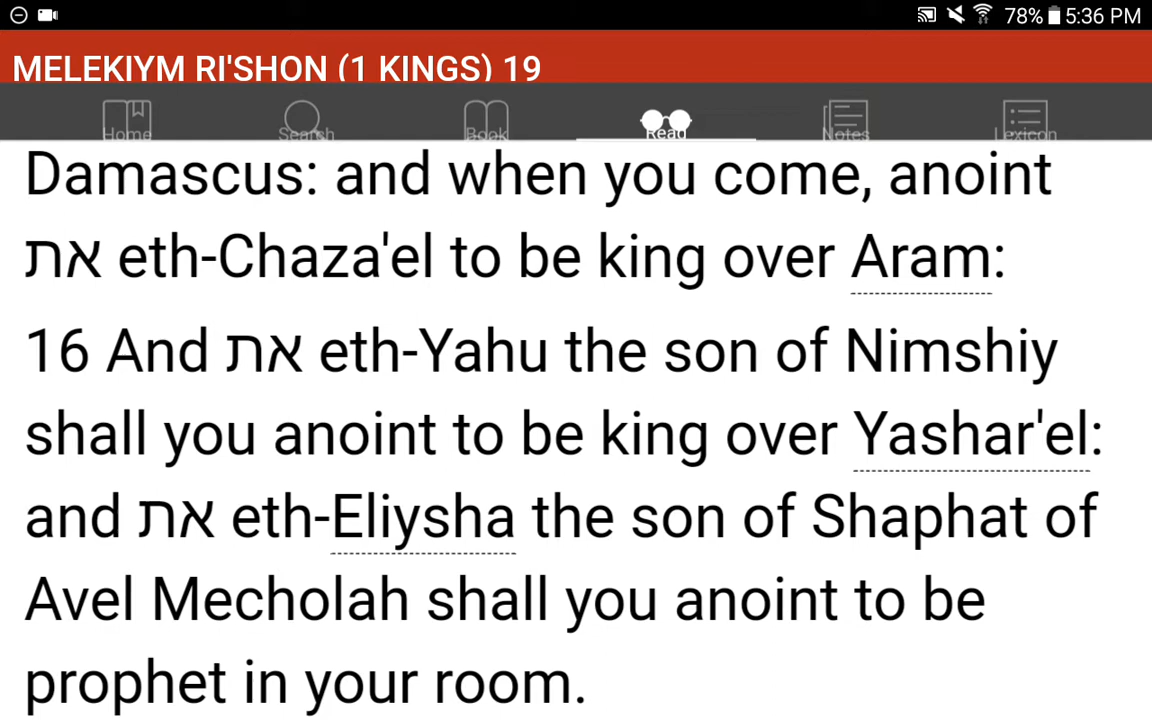 78% 5:36 PM
MELEKIYM RI'SHON (1 KINGS) 19
Home Search Book Read Notes Lexicon
Damascus: and when you come, anoint
את eth-Chaza'el to be king over Aram:
16 And את eth-Yahu the son of Nimshiy
shall you anoint to be king over Yashar'el:
and את eth-Eliysha the son of Shaphat of
Avel Mecholah shall you anoint to be
prophet in your room.